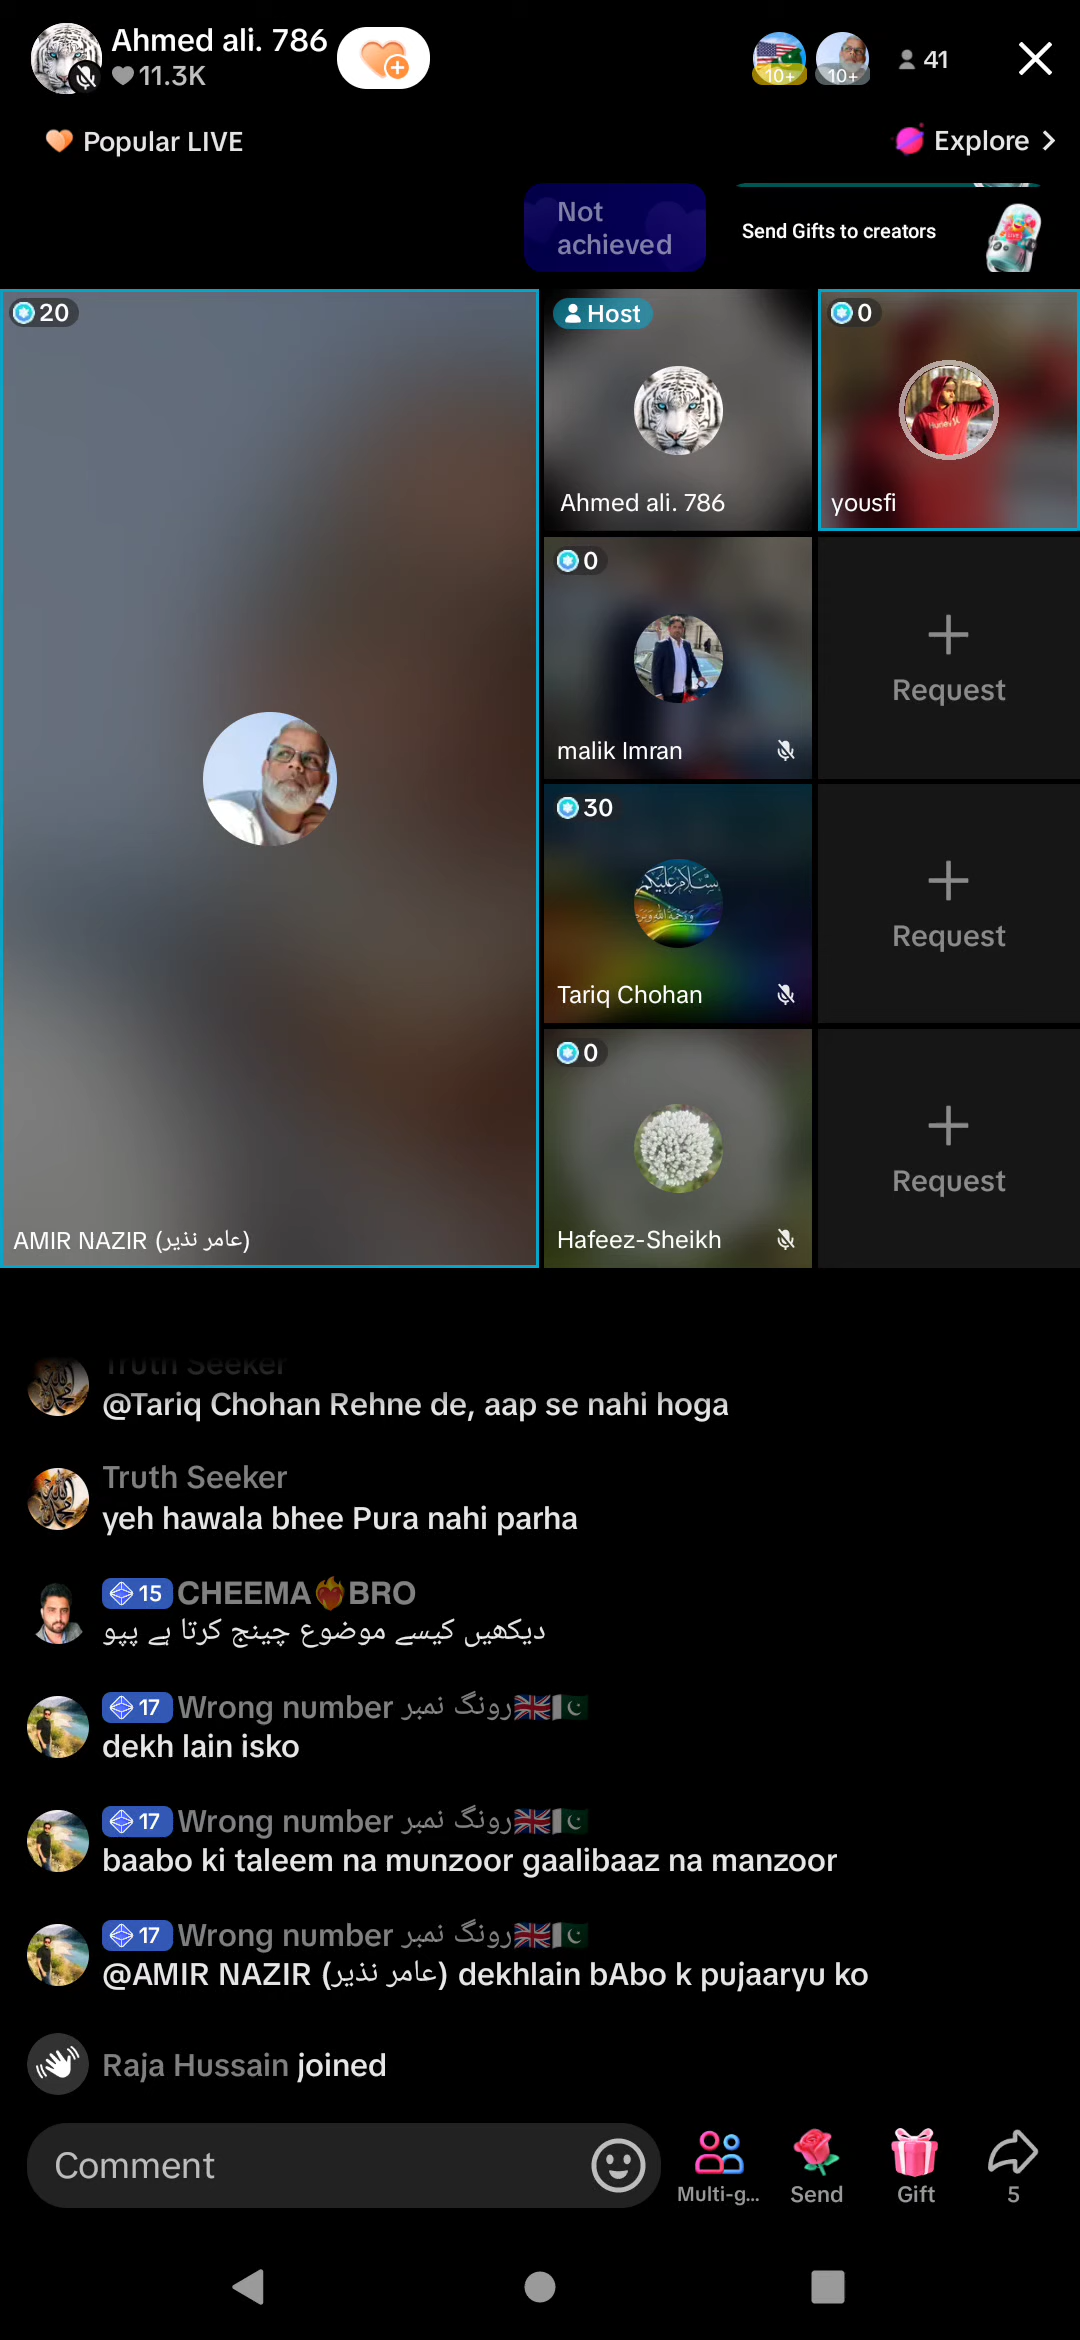 Ahmed ali. 786
11.3K
10+
10+
41
Popular LIVE
Explore
Not
achieved
Send Gifts to creators
20
Host
0
Ahmed ali. 786
yousfi
0
malik Imran
Request
30
Tariq Chohan
Request
0
Hafeez-Sheikh
Request
AMIR NAZIR (عامر نذیر)
Truth Seeker
@Tariq Chohan Rehne de, aap se nahi hoga
Truth Seeker
yeh hawala bhee Pura nahi parha
15 CHEEMA❤️‍🔥BRO
دیکھیں کیسے موضوع چینج کرتا ہے پپو
17 Wrong number رونگ نمبر🇬🇧🇵🇰
dekh lain isko
17 Wrong number رونگ نمبر🇬🇧🇵🇰
baabo ki taleem na munzoor gaalibaaz na manzoor
17 Wrong number رونگ نمبر🇬🇧🇵🇰
@AMIR NAZIR (عامر نذیر) dekhlain bAbo k pujaaryu ko
Raja Hussain joined
Comment
Multi-g...
Send
Gift
5